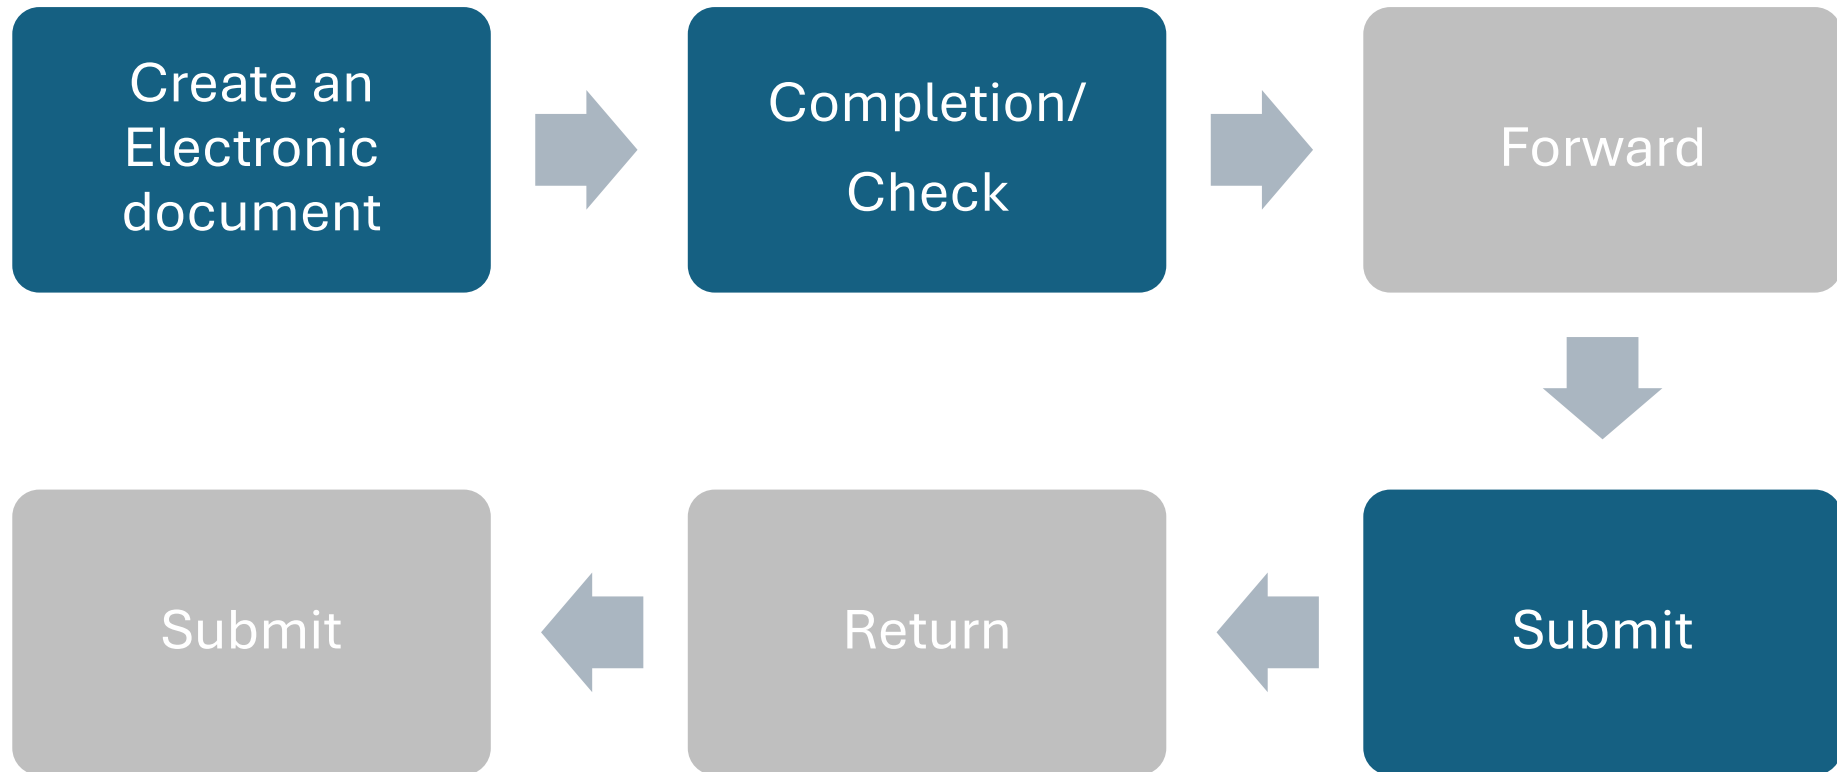 Create an
Electronic
document
Completion/
Check
Forward
Submit
Return
Submit